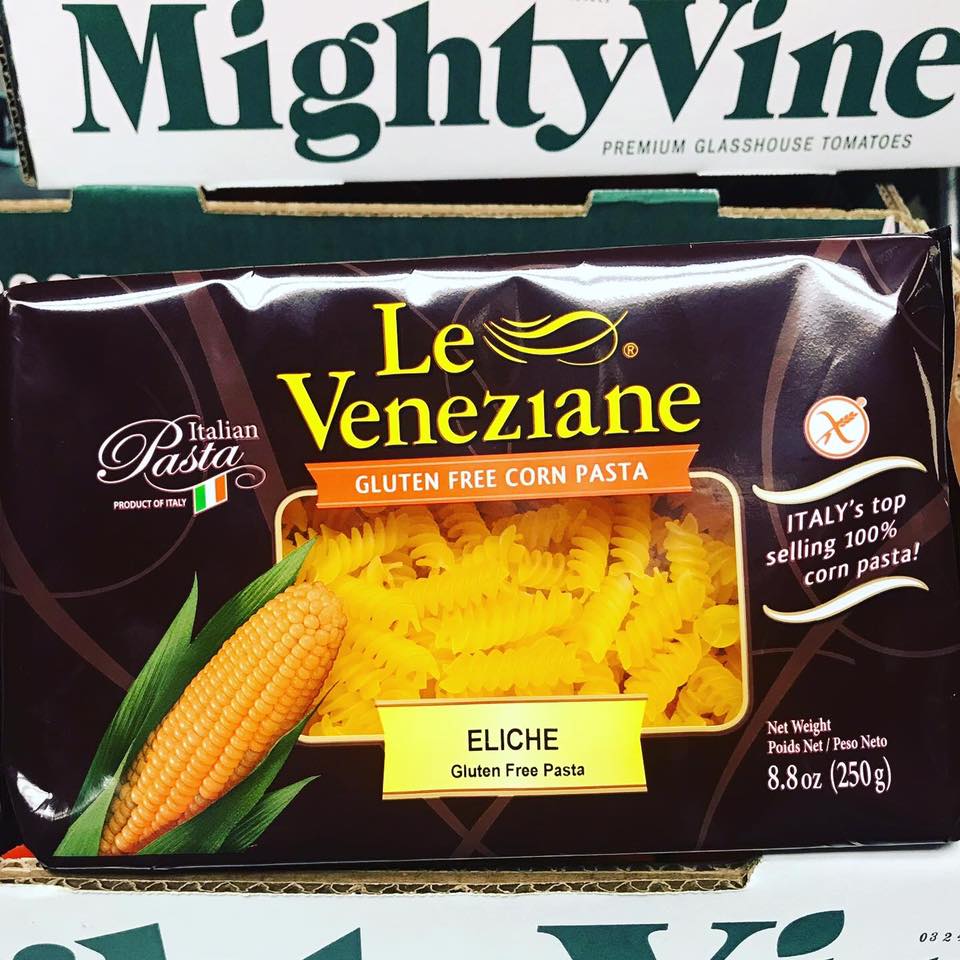 MightyVine
PREMIUM GLASSHOUSE TOMATOES
Le
Veneziane
®
GLUTEN FREE CORN PASTA
Italian
Pasta
PRODUCT OF ITALY
ITALY's top
selling 100%
corn pasta!
ELICHE
Gluten Free Pasta
Net Weight
Poids Net / Peso Neto
8.8 oz (250 g)